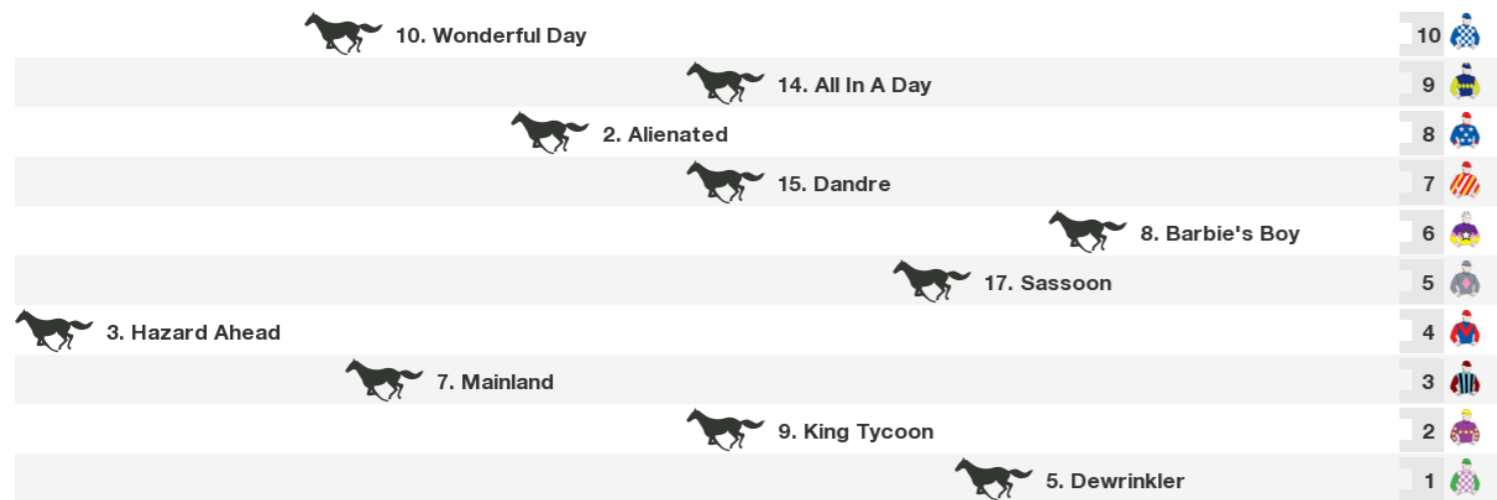 10. Wonderful Day 10
14. All In A Day 9
2. Alienated 8
15. Dandre 7
8. Barbie's Boy 6
17. Sassoon 5
3. Hazard Ahead 4
7. Mainland 3
9. King Tycoon 2
5. Dewrinkler 1